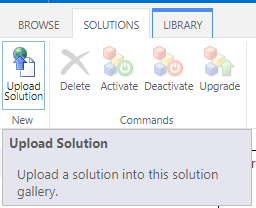 BROWSE SOLUTIONS LIBRARY
Upload
Solution
Delete Activate Deactivate Upgrade
New Commands
Upload Solution
Upload a solution into this solution
gallery.